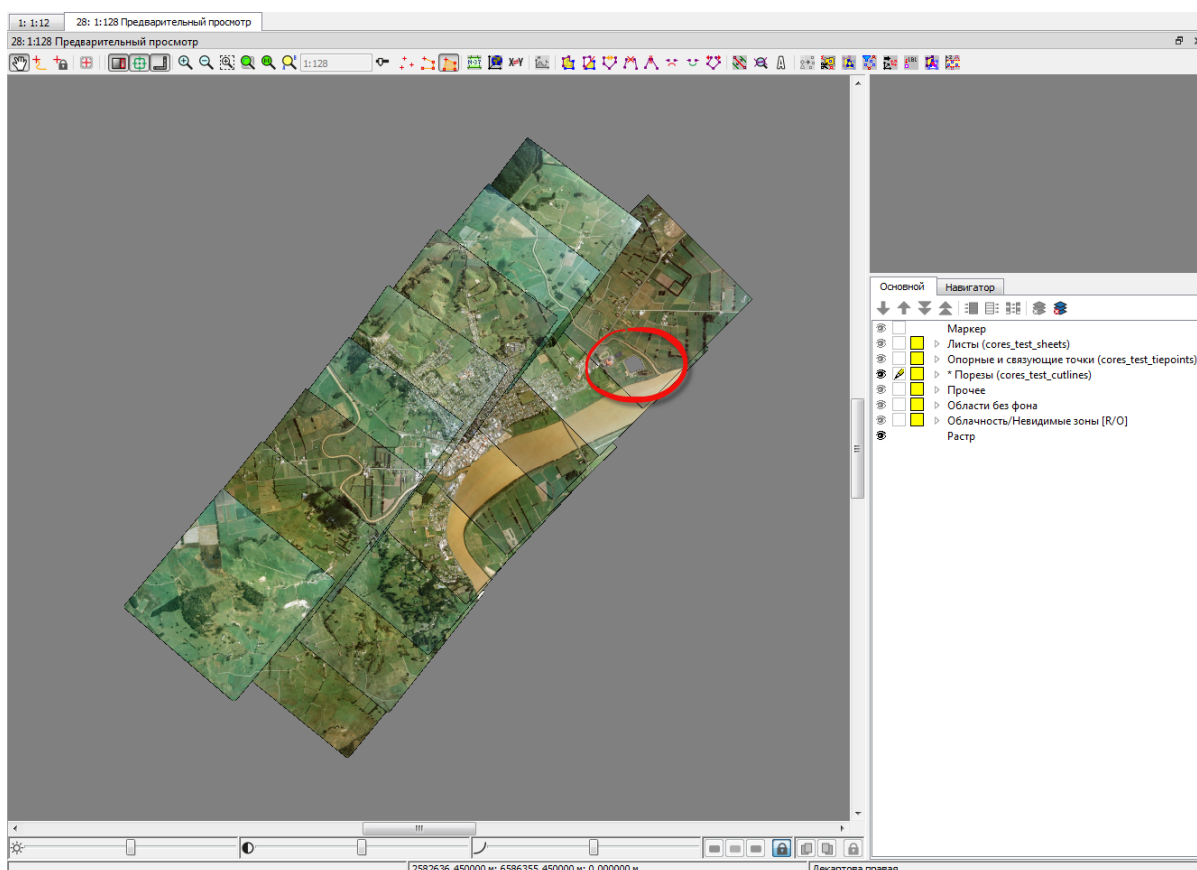 1: 1:12
28: 1:128 Предварительный просмотр
28: 1:128 Предварительный просмотр
1:128
Основной
Навигатор
Маркер
Листы (cores_test_sheets)
Опорные и связующие точки (cores_test_tiepoints)
* Порезы (cores_test_cutlines)
Прочее
Области без фона
Облачность/Невидимые зоны [R/O]
Растр
2582636,450000 м; 6586355,450000 м; 0,000000 м
Декартова правая